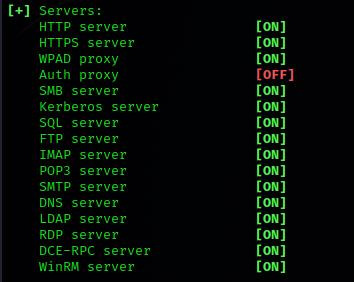 [+] Servers:
HTTP server [ON]
HTTPS server [ON]
WPAD proxy [ON]
Auth proxy [OFF]
SMB server [ON]
Kerberos server [ON]
SQL server [ON]
FTP server [ON]
IMAP server [ON]
POP3 server [ON]
SMTP server [ON]
DNS server [ON]
LDAP server [ON]
RDP server [ON]
DCE-RPC server [ON]
WinRM server [ON]